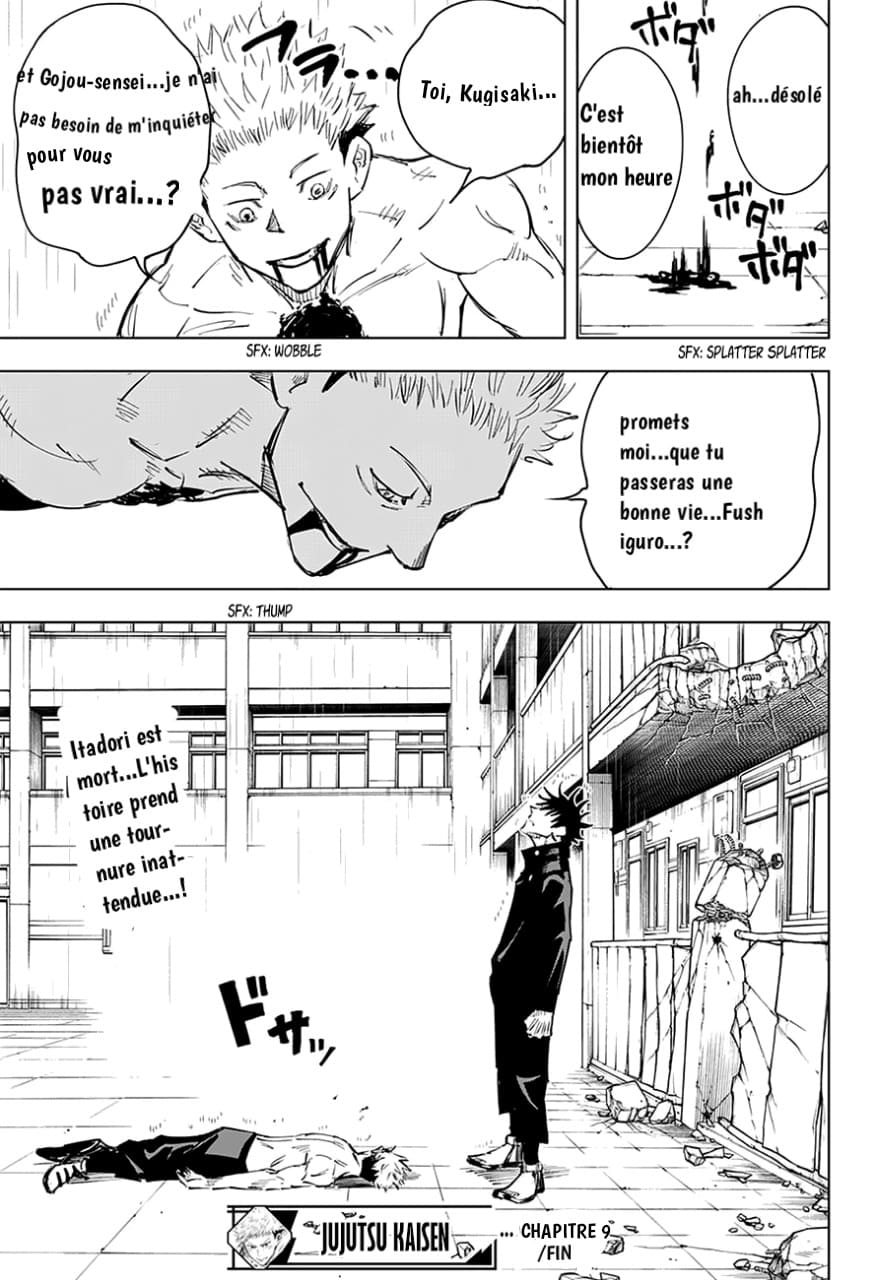 ボダ
ボダ
ah...désolé
C'est
bientôt
mon heure
ボダ
ボダ
SFX: SPLATTER SPLATTER
フラ...
Toi, Kugisaki...
et Gojou-sensei...je n'ai
pas besoin de m'inquiéter
pour vous
pas vrai...?
SFX: WOBBLE
promets
moi...que tu
passeras une
bonne vie...Fush
iguro...?
SFX: THUMP
Itadori est
mort...L'his
toire prend
une tour-
nure inat-
tendue...!
ドサッ
JUJUTSU KAISEN
... CHAPITRE 9
/FIN